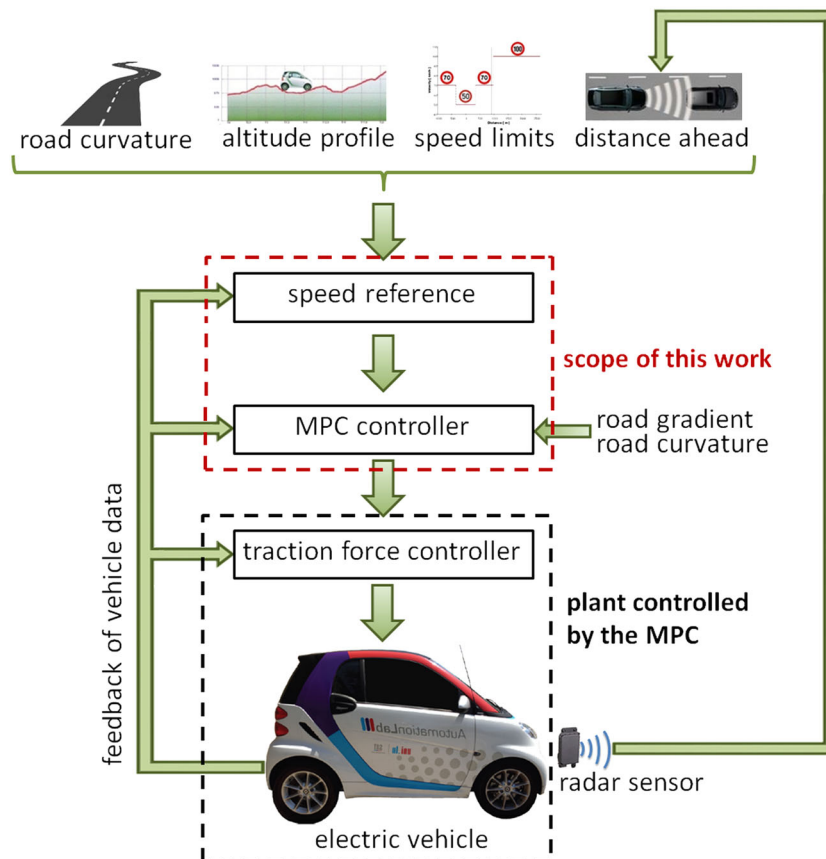 70
50
70
100
road curvature
altitude profile
speed limits
distance ahead
speed reference
scope of this work
MPC controller
road gradient
road curvature
feedback of vehicle data
traction force controller
plant controlled
by the MPC
AutomationLab
radar sensor
electric vehicle